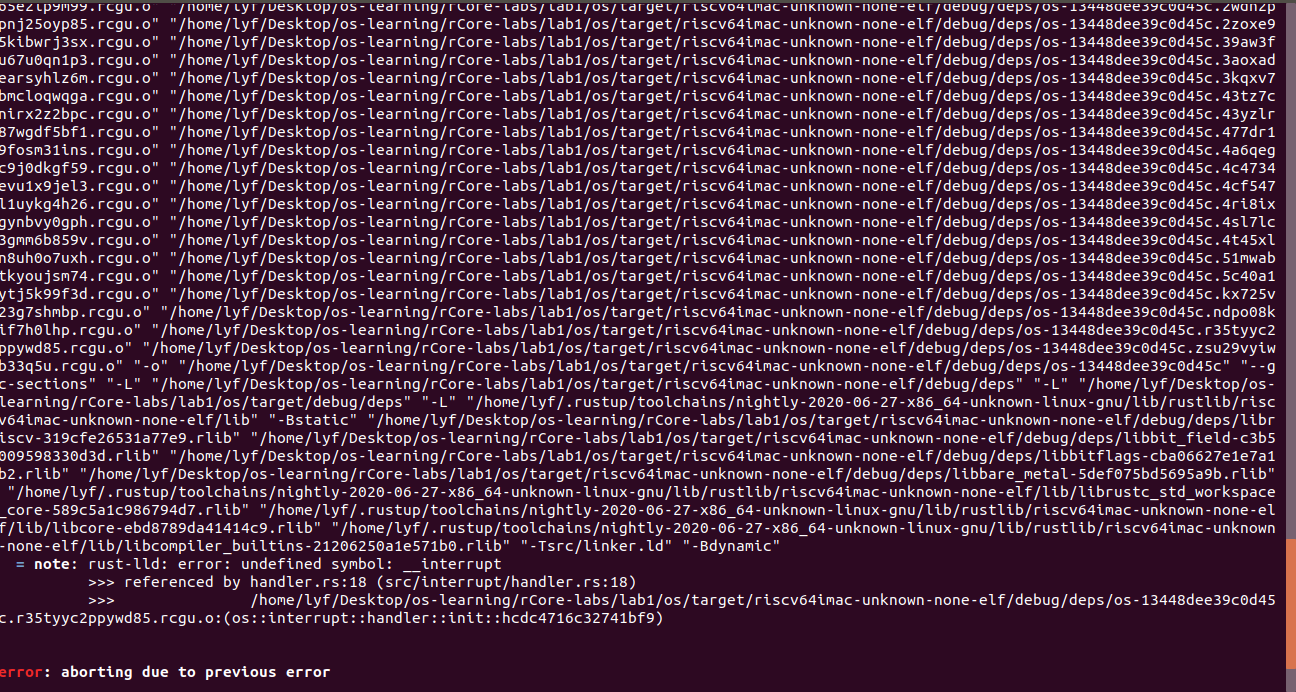 65e2tp9m99.rcgu.o" "/home/lyf/Desktop/os-learning/rCore-labs/lab1/os/target/riscv64imac-unknown-none-elf/debug/deps/os-13448dee39c0d45c.2wdn2p
pnj25oyp85.rcgu.o" "/home/lyf/Desktop/os-learning/rCore-labs/lab1/os/target/riscv64imac-unknown-none-elf/debug/deps/os-13448dee39c0d45c.2zoxe9
5kibwrj3sx.rcgu.o" "/home/lyf/Desktop/os-learning/rCore-labs/lab1/os/target/riscv64imac-unknown-none-elf/debug/deps/os-13448dee39c0d45c.39aw3f
u67u0qn1p3.rcgu.o" "/home/lyf/Desktop/os-learning/rCore-labs/lab1/os/target/riscv64imac-unknown-none-elf/debug/deps/os-13448dee39c0d45c.3aoxad
earsyhlz6m.rcgu.o" "/home/lyf/Desktop/os-learning/rCore-labs/lab1/os/target/riscv64imac-unknown-none-elf/debug/deps/os-13448dee39c0d45c.3kqxv7
bmcloqwqga.rcgu.o" "/home/lyf/Desktop/os-learning/rCore-labs/lab1/os/target/riscv64imac-unknown-none-elf/debug/deps/os-13448dee39c0d45c.43tz7c
nirx2z2bpc.rcgu.o" "/home/lyf/Desktop/os-learning/rCore-labs/lab1/os/target/riscv64imac-unknown-none-elf/debug/deps/os-13448dee39c0d45c.43yzlr
87wgdf5bf1.rcgu.o" "/home/lyf/Desktop/os-learning/rCore-labs/lab1/os/target/riscv64imac-unknown-none-elf/debug/deps/os-13448dee39c0d45c.477dr1
9fosm31ins.rcgu.o" "/home/lyf/Desktop/os-learning/rCore-labs/lab1/os/target/riscv64imac-unknown-none-elf/debug/deps/os-13448dee39c0d45c.4a6qeg
c9j0dkgf59.rcgu.o" "/home/lyf/Desktop/os-learning/rCore-labs/lab1/os/target/riscv64imac-unknown-none-elf/debug/deps/os-13448dee39c0d45c.4c4734
evu1x9jel3.rcgu.o" "/home/lyf/Desktop/os-learning/rCore-labs/lab1/os/target/riscv64imac-unknown-none-elf/debug/deps/os-13448dee39c0d45c.4cf547
l1uykg4h26.rcgu.o" "/home/lyf/Desktop/os-learning/rCore-labs/lab1/os/target/riscv64imac-unknown-none-elf/debug/deps/os-13448dee39c0d45c.4ri8ix
gynbvy0gph.rcgu.o" "/home/lyf/Desktop/os-learning/rCore-labs/lab1/os/target/riscv64imac-unknown-none-elf/debug/deps/os-13448dee39c0d45c.4sl7lc
3gmm6b859v.rcgu.o" "/home/lyf/Desktop/os-learning/rCore-labs/lab1/os/target/riscv64imac-unknown-none-elf/debug/deps/os-13448dee39c0d45c.4t45xl
n8uh0o7uxh.rcgu.o" "/home/lyf/Desktop/os-learning/rCore-labs/lab1/os/target/riscv64imac-unknown-none-elf/debug/deps/os-13448dee39c0d45c.51mwab
tkyoujsm74.rcgu.o" "/home/lyf/Desktop/os-learning/rCore-labs/lab1/os/target/riscv64imac-unknown-none-elf/debug/deps/os-13448dee39c0d45c.5c40a1
ytj5k99f3d.rcgu.o" "/home/lyf/Desktop/os-learning/rCore-labs/lab1/os/target/riscv64imac-unknown-none-elf/debug/deps/os-13448dee39c0d45c.kx725v
23g7shmbp.rcgu.o" "/home/lyf/Desktop/os-learning/rCore-labs/lab1/os/target/riscv64imac-unknown-none-elf/debug/deps/os-13448dee39c0d45c.ndpo08k
if7h0lhp.rcgu.o" "/home/lyf/Desktop/os-learning/rCore-labs/lab1/os/target/riscv64imac-unknown-none-elf/debug/deps/os-13448dee39c0d45c.r35tyyc2
ppywd85.rcgu.o" "/home/lyf/Desktop/os-learning/rCore-labs/lab1/os/target/riscv64imac-unknown-none-elf/debug/deps/os-13448dee39c0d45c.zsu29vyiw
b33q5u.rcgu.o" "-o" "/home/lyf/Desktop/os-learning/rCore-labs/lab1/os/target/riscv64imac-unknown-none-elf/debug/deps/os-13448dee39c0d45c" "--g
c-sections" "-L" "/home/lyf/Desktop/os-learning/rCore-labs/lab1/os/target/riscv64imac-unknown-none-elf/debug/deps" "-L" "/home/lyf/Desktop/os-
learning/rCore-labs/lab1/os/target/debug/deps" "-L" "/home/lyf/.rustup/toolchains/nightly-2020-06-27-x86_64-unknown-linux-gnu/lib/rustlib/risc
v64imac-unknown-none-elf/lib" "-Bstatic" "/home/lyf/Desktop/os-learning/rCore-labs/lab1/os/target/riscv64imac-unknown-none-elf/debug/deps/libr
iscv-319cfe26531a77e9.rlib" "/home/lyf/Desktop/os-learning/rCore-labs/lab1/os/target/riscv64imac-unknown-none-elf/debug/deps/libbit_field-c3b5
009598330d3d.rlib" "/home/lyf/Desktop/os-learning/rCore-labs/lab1/os/target/riscv64imac-unknown-none-elf/debug/deps/libbitflags-cba06627e1e7a1
b2.rlib" "/home/lyf/Desktop/os-learning/rCore-labs/lab1/os/target/riscv64imac-unknown-none-elf/debug/deps/libbare_metal-5def075bd5695a9b.rlib"
"/home/lyf/.rustup/toolchains/nightly-2020-06-27-x86_64-unknown-linux-gnu/lib/rustlib/riscv64imac-unknown-none-elf/lib/librustc_std_workspace
_core-589c5a1c986794d7.rlib" "/home/lyf/.rustup/toolchains/nightly-2020-06-27-x86_64-unknown-linux-gnu/lib/rustlib/riscv64imac-unknown-none-el
f/lib/libcore-ebd8789da41414c9.rlib" "/home/lyf/.rustup/toolchains/nightly-2020-06-27-x86_64-unknown-linux-gnu/lib/rustlib/riscv64imac-unknown
-none-elf/lib/libcompiler_builtins-21206250a1e571b0.rlib" "-Tsrc/linker.ld" "-Bdynamic"
= note: rust-lld: error: undefined symbol: __interrupt
>>> referenced by handler.rs:18 (src/interrupt/handler.rs:18)
>>> /home/lyf/Desktop/os-learning/rCore-labs/lab1/os/target/riscv64imac-unknown-none-elf/debug/deps/os-13448dee39c0d45
c.r35tyyc2ppywd85.rcgu.o:(os::interrupt::handler::init::hcdc4716c32741bf9)
error: aborting due to previous error